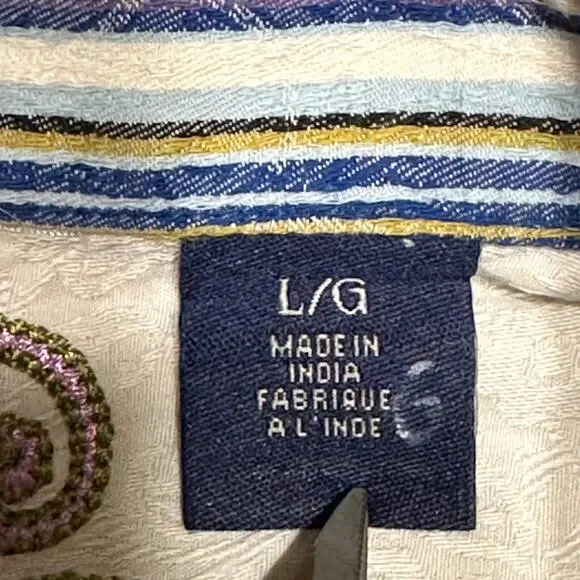 L/G
MADE IN
INDIA
FABRIQUE
A L'INDE